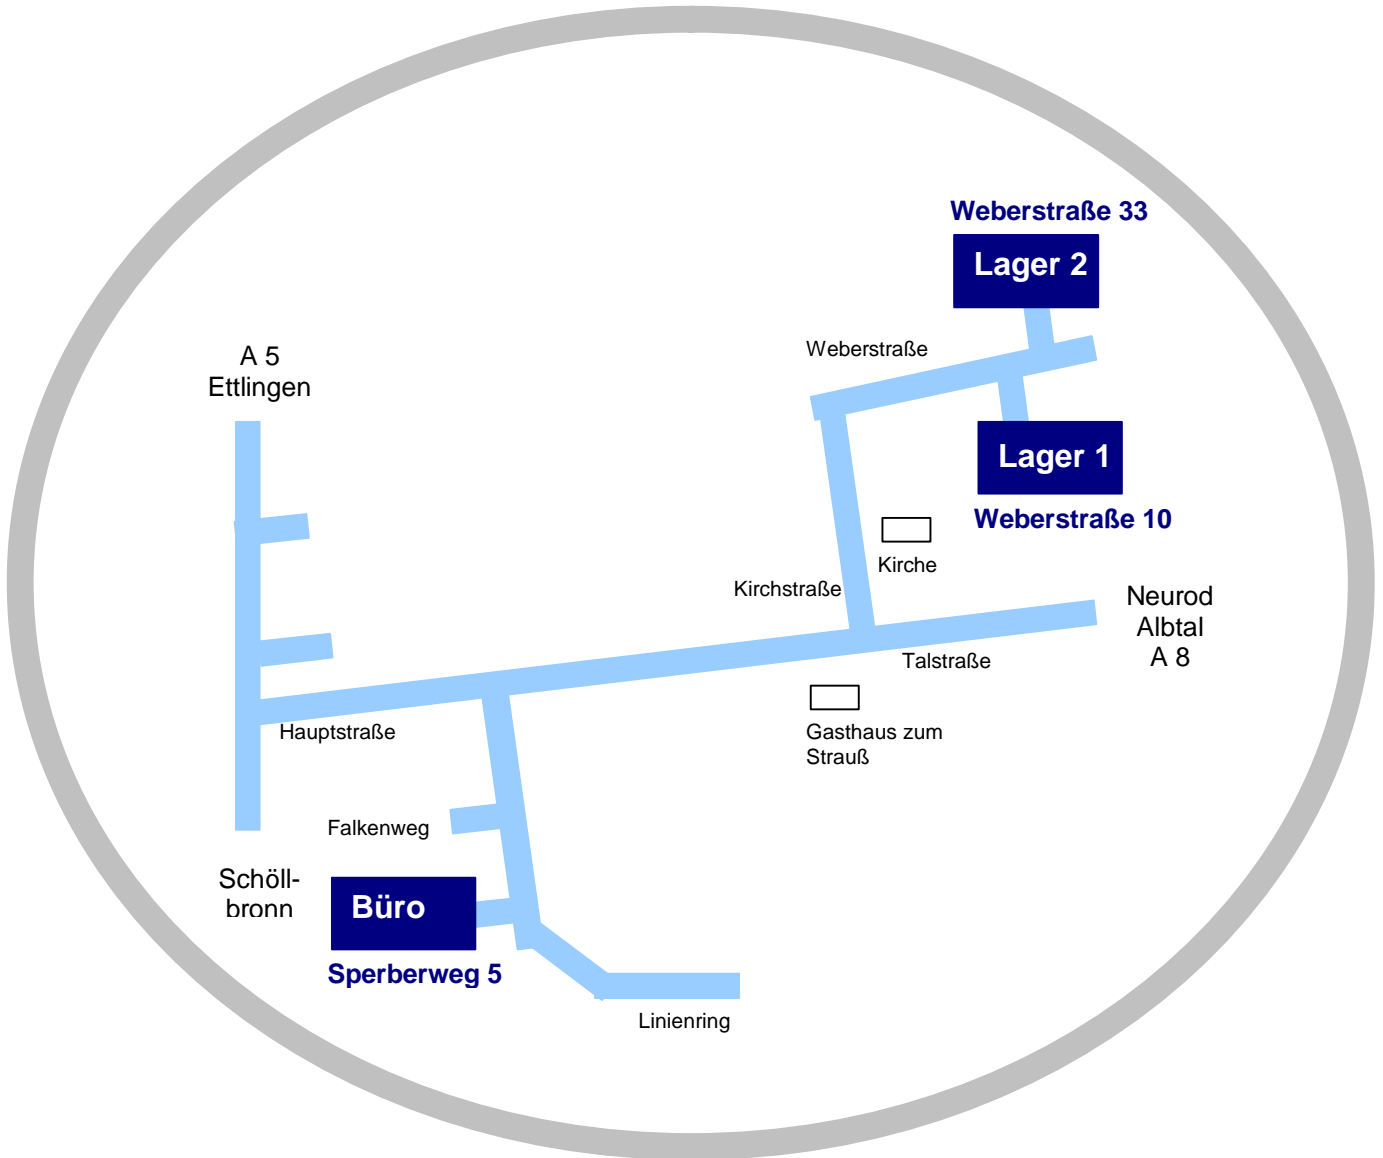 Weberstraße 33
Lager 2
Weberstraße
A 5
Ettlingen
Lager 1
Weberstraße 10
Kirche
Kirchstraße
Neurod
Albtal
A 8
Talstraße
Hauptstraße
Gasthaus zum
Strauß
Falkenweg
Schöll-
bronn
Büro
Sperberweg 5
Linienring